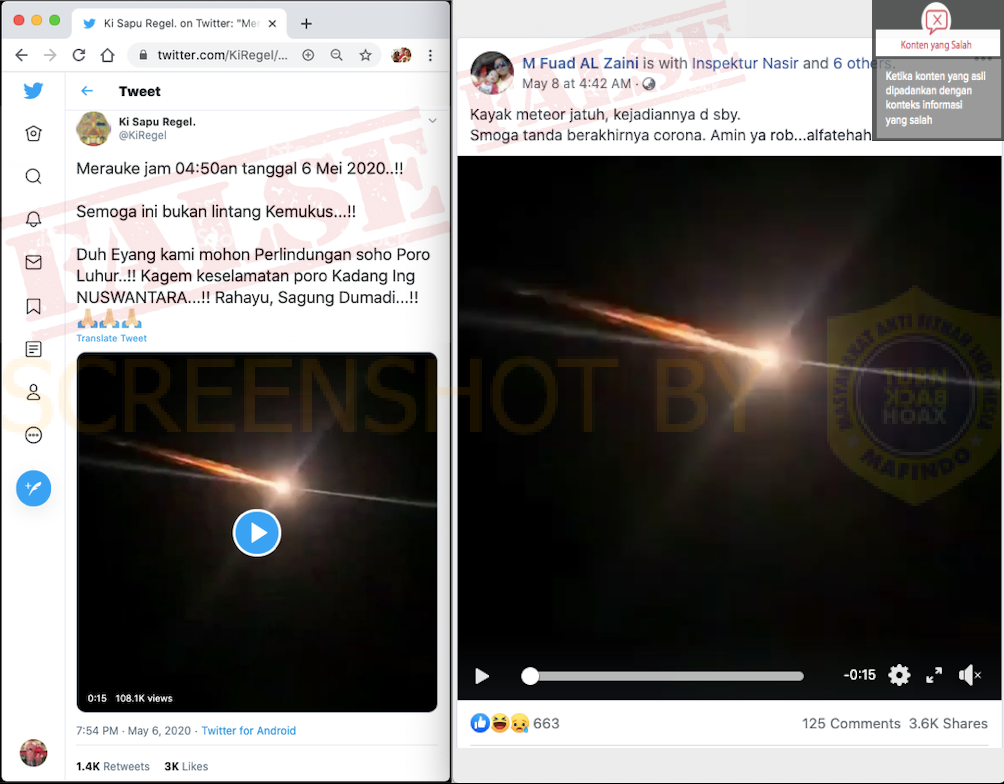 Ki Sapu Regel. on Twitter: "Mer
twitter.com/KiRegel/...
Tweet
Ki Sapu Regel.
@KiRegel
Merauke jam 04:50an tanggal 6 Mei 2020..!!
Semoga ini bukan lintang Kemukus...!!
Duh Eyang kami mohon Perlindungan soho Poro
Luhur..!! Kagem keselamatan poro Kadang Ing
NUSWANTARA...!! Rahayu, Sagung Dumadi...!!
Translate Tweet
0:15 108.1K views
7:54 PM · May 6, 2020 · Twitter for Android
1.4K Retweets 3K Likes
FALSE
SCREENSHOT BY
M Fuad AL Zaini is with Inspektur Nasir and 6 others.
May 8 at 4:42 AM ·
Kayak meteor jatuh, kejadiannya d sby.
Smoga tanda berakhirnya corona. Amin ya rob...alfatehah
FALSE
Konten yang Salah
Ketika konten yang asli
dipadankan dengan
konteks informasi
yang salah
MASYARAKAT ANTI FITNAH INDONESIA
TURN
BACK
HOAX
MAFINDO
-0:15
663
125 Comments 3.6K Shares